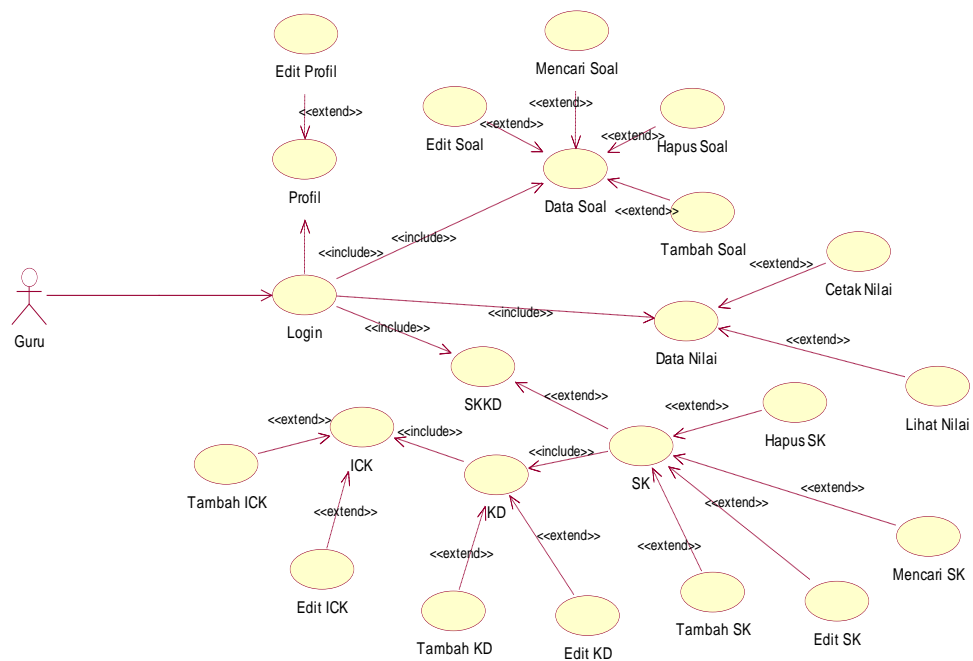 Edit Profil
Mencari Soal
<<extend>>
<<extend>>
Edit Soal
<<extend>>
<<extend>>
Hapus Soal
Profil
Data Soal
<<extend>>
Tambah Soal
<<include>>
<<include>>
<<extend>>
Cetak Nilai
Guru
Login
<<include>>
<<include>>
Data Nilai
<<extend>>
SKKD
Lihat Nilai
<<extend>>
<<extend>>
Hapus SK
<<extend>>
<<include>>
ICK
<<include>>
SK
Tambah ICK
KD
<<extend>>
<<extend>>
<<extend>>
<<extend>>
<<extend>>
<<extend>>
Mencari SK
Edit ICK
Tambah KD
Edit KD
Tambah SK
Edit SK